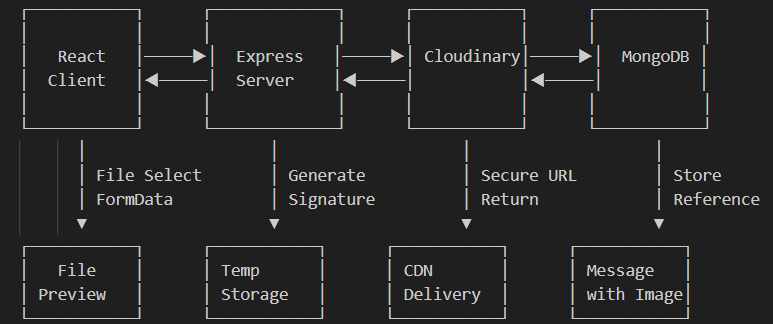 React Express Cloudinary MongoDB
Client Server
File Select Generate Secure URL Store
FormData Signature Return Reference
File Temp CDN Message
Preview Storage Delivery with Image